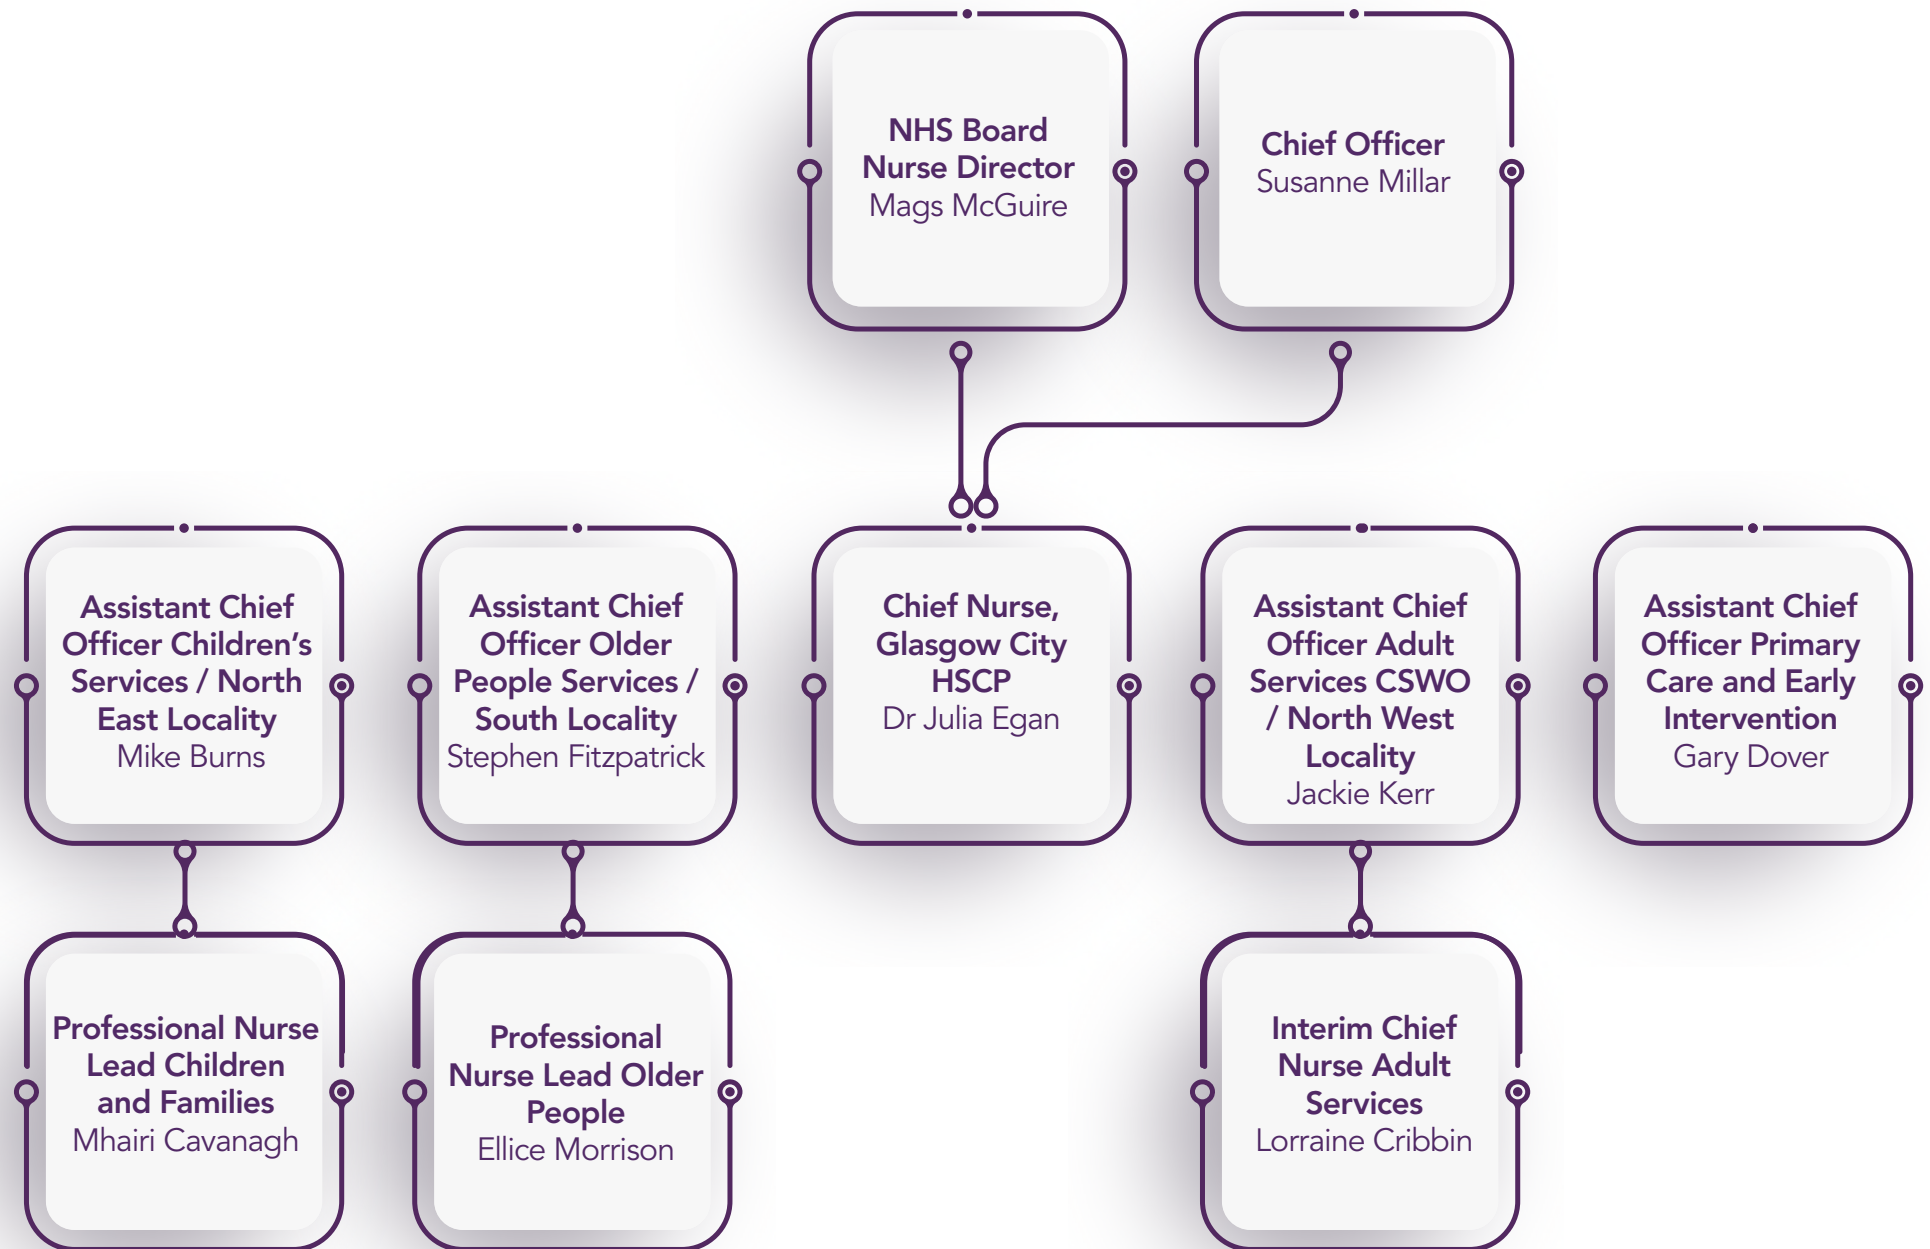 NHS Board
Nurse Director
Mags McGuire
Chief Officer
Susanne Millar
Assistant Chief
Officer Children’s
Services / North
East Locality
Mike Burns
Assistant Chief
Officer Older
People Services /
South Locality
Stephen Fitzpatrick
Chief Nurse,
Glasgow City
HSCP
Dr Julia Egan
Assistant Chief
Officer Adult
Services CSWO
/ North West
Locality
Jackie Kerr
Assistant Chief
Officer Primary
Care and Early
Intervention
Gary Dover
Professional Nurse
Lead Children
and Families
Mhairi Cavanagh
Professional
Nurse Lead Older
People
Ellice Morrison
Interim Chief
Nurse Adult
Services
Lorraine Cribbin